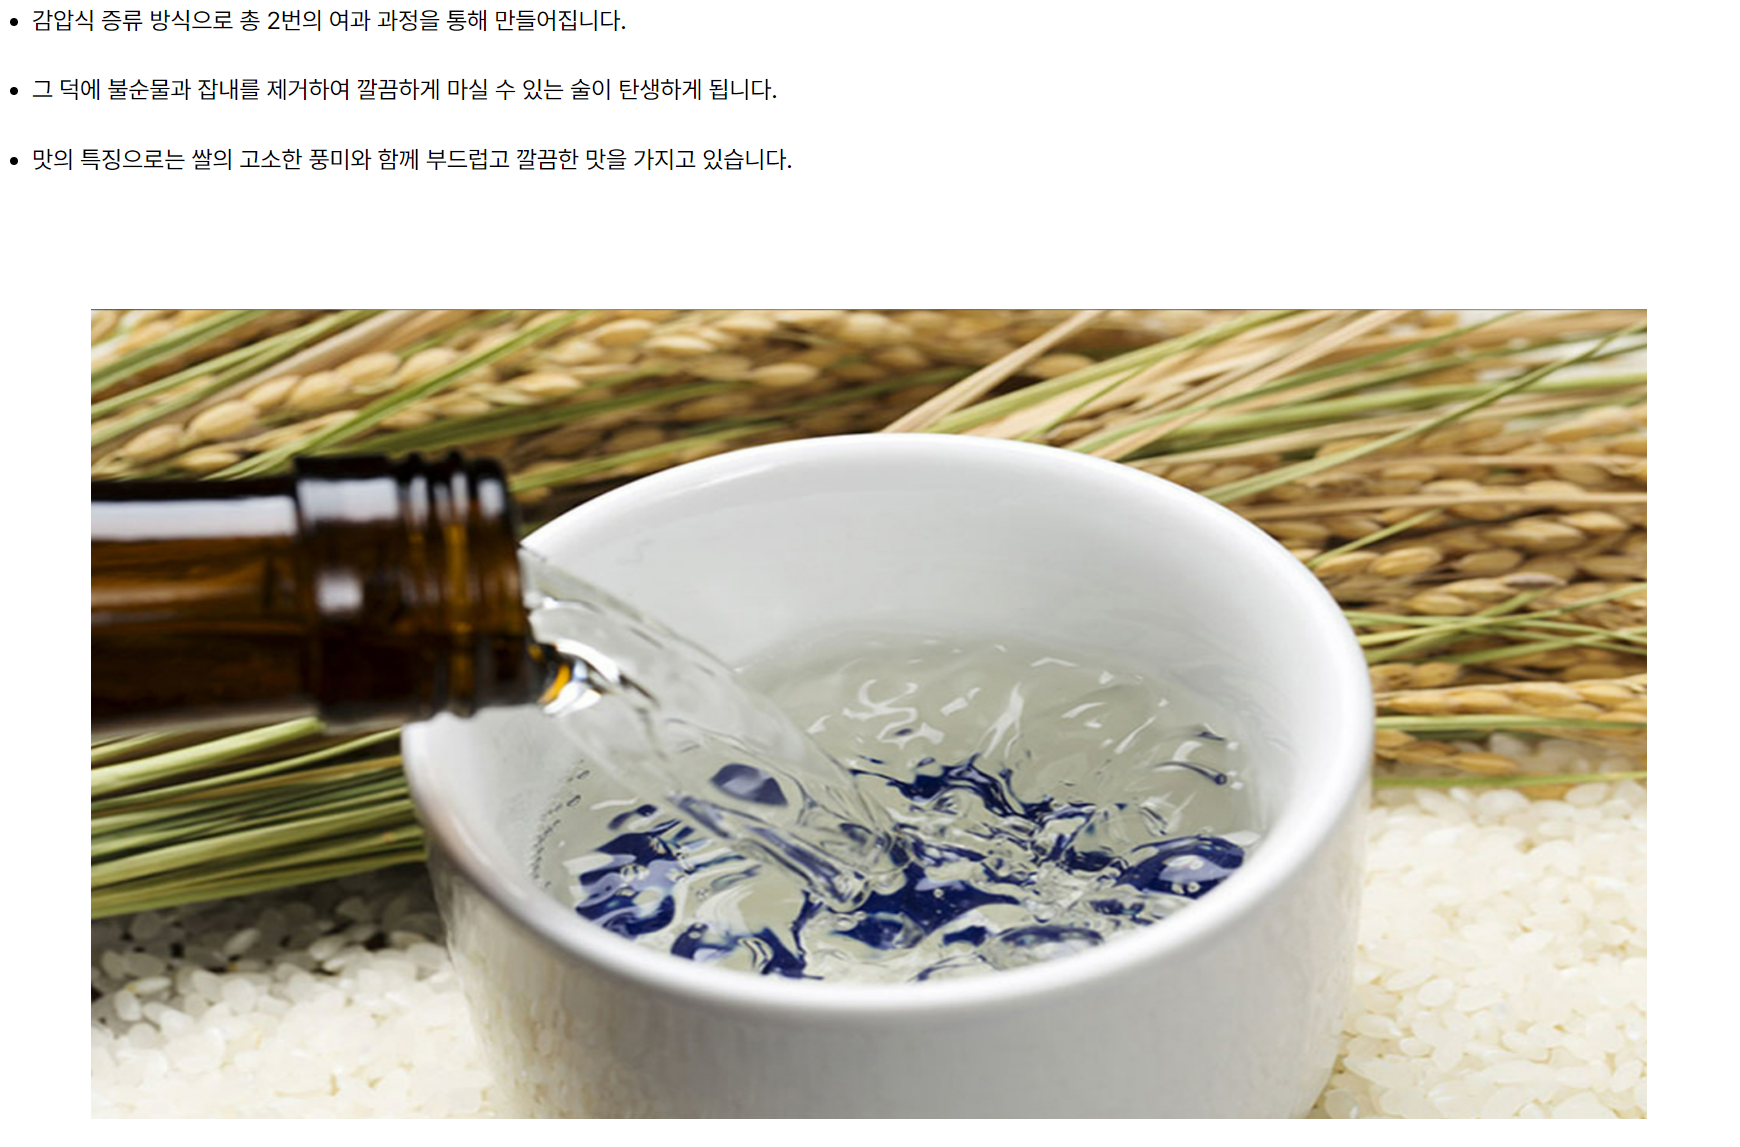 감압식 증류 방식으로 총 2번의 여과 과정을 통해 만들어집니다.
그 덕에 불순물과 잡내를 제거하여 깔끔하게 마실 수 있는 술이 탄생하게 됩니다.
맛의 특징으로는 쌀의 고소한 풍미와 함께 부드럽고 깔끔한 맛을 가지고 있습니다.